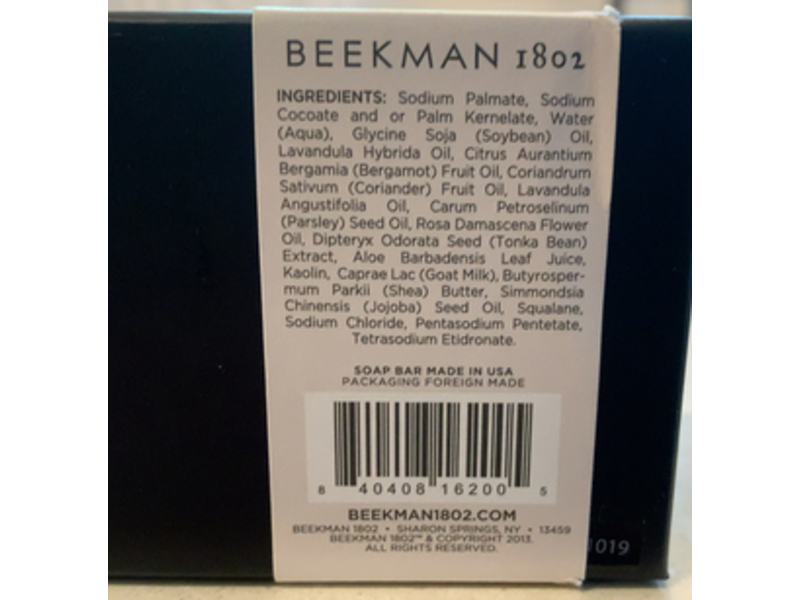 BEEKMAN 1802
INGREDIENTS: Sodium Palmate, Sodium
Cocoate and or Palm Kernelate, Water
(Aqua), Glycine Soja (Soybean) Oil,
Lavandula Hybrida Oil, Citrus Aurantium
Bergamia (Bergamot) Fruit Oil, Coriandrum
Sativum (Coriander) Fruit Oil, Lavandula
Angustifolia Oil, Carum Petroselinum
(Parsley) Seed Oil, Rosa Damascena Flower
Oil, Dipteryx Odorata Seed (Tonka Bean)
Extract, Aloe Barbadensis Leaf Juice,
Kaolin, Caprae Lac (Goat Milk), Butyrosper-
mum Parkii (Shea) Butter, Simmondsia
Chinensis (Jojoba) Seed Oil, Squalane,
Sodium Chloride, Pentasodium Pentetate,
Tetrasodium Etidronate.
SOAP BAR MADE IN USA
PACKAGING FOREIGN MADE
8 40408 16200 5
BEEKMAN1802.COM
BEEKMAN 1802 • SHARON SPRINGS, NY • 13459
BEEKMAN 1802™ & COPYRIGHT 2013.
ALL RIGHTS RESERVED.
1019